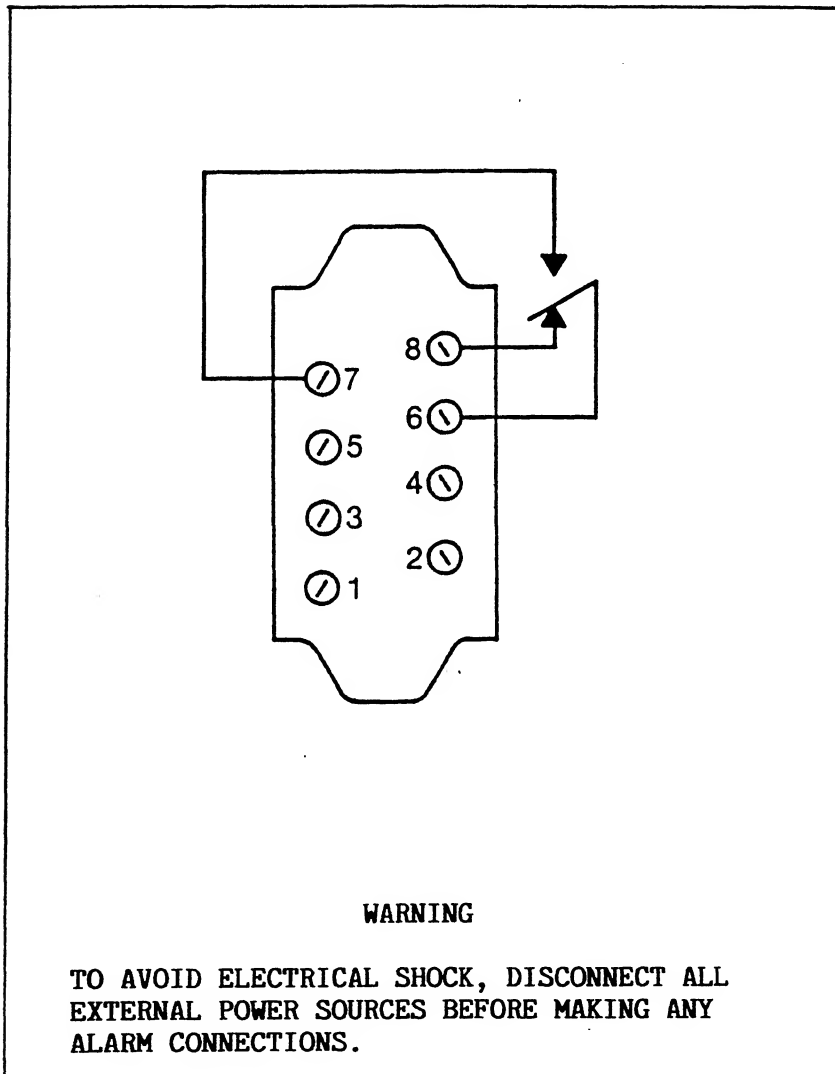 8
7
6
5
4
3
2
1
WARNING
TO AVOID ELECTRICAL SHOCK, DISCONNECT ALL
EXTERNAL POWER SOURCES BEFORE MAKING ANY
ALARM CONNECTIONS.